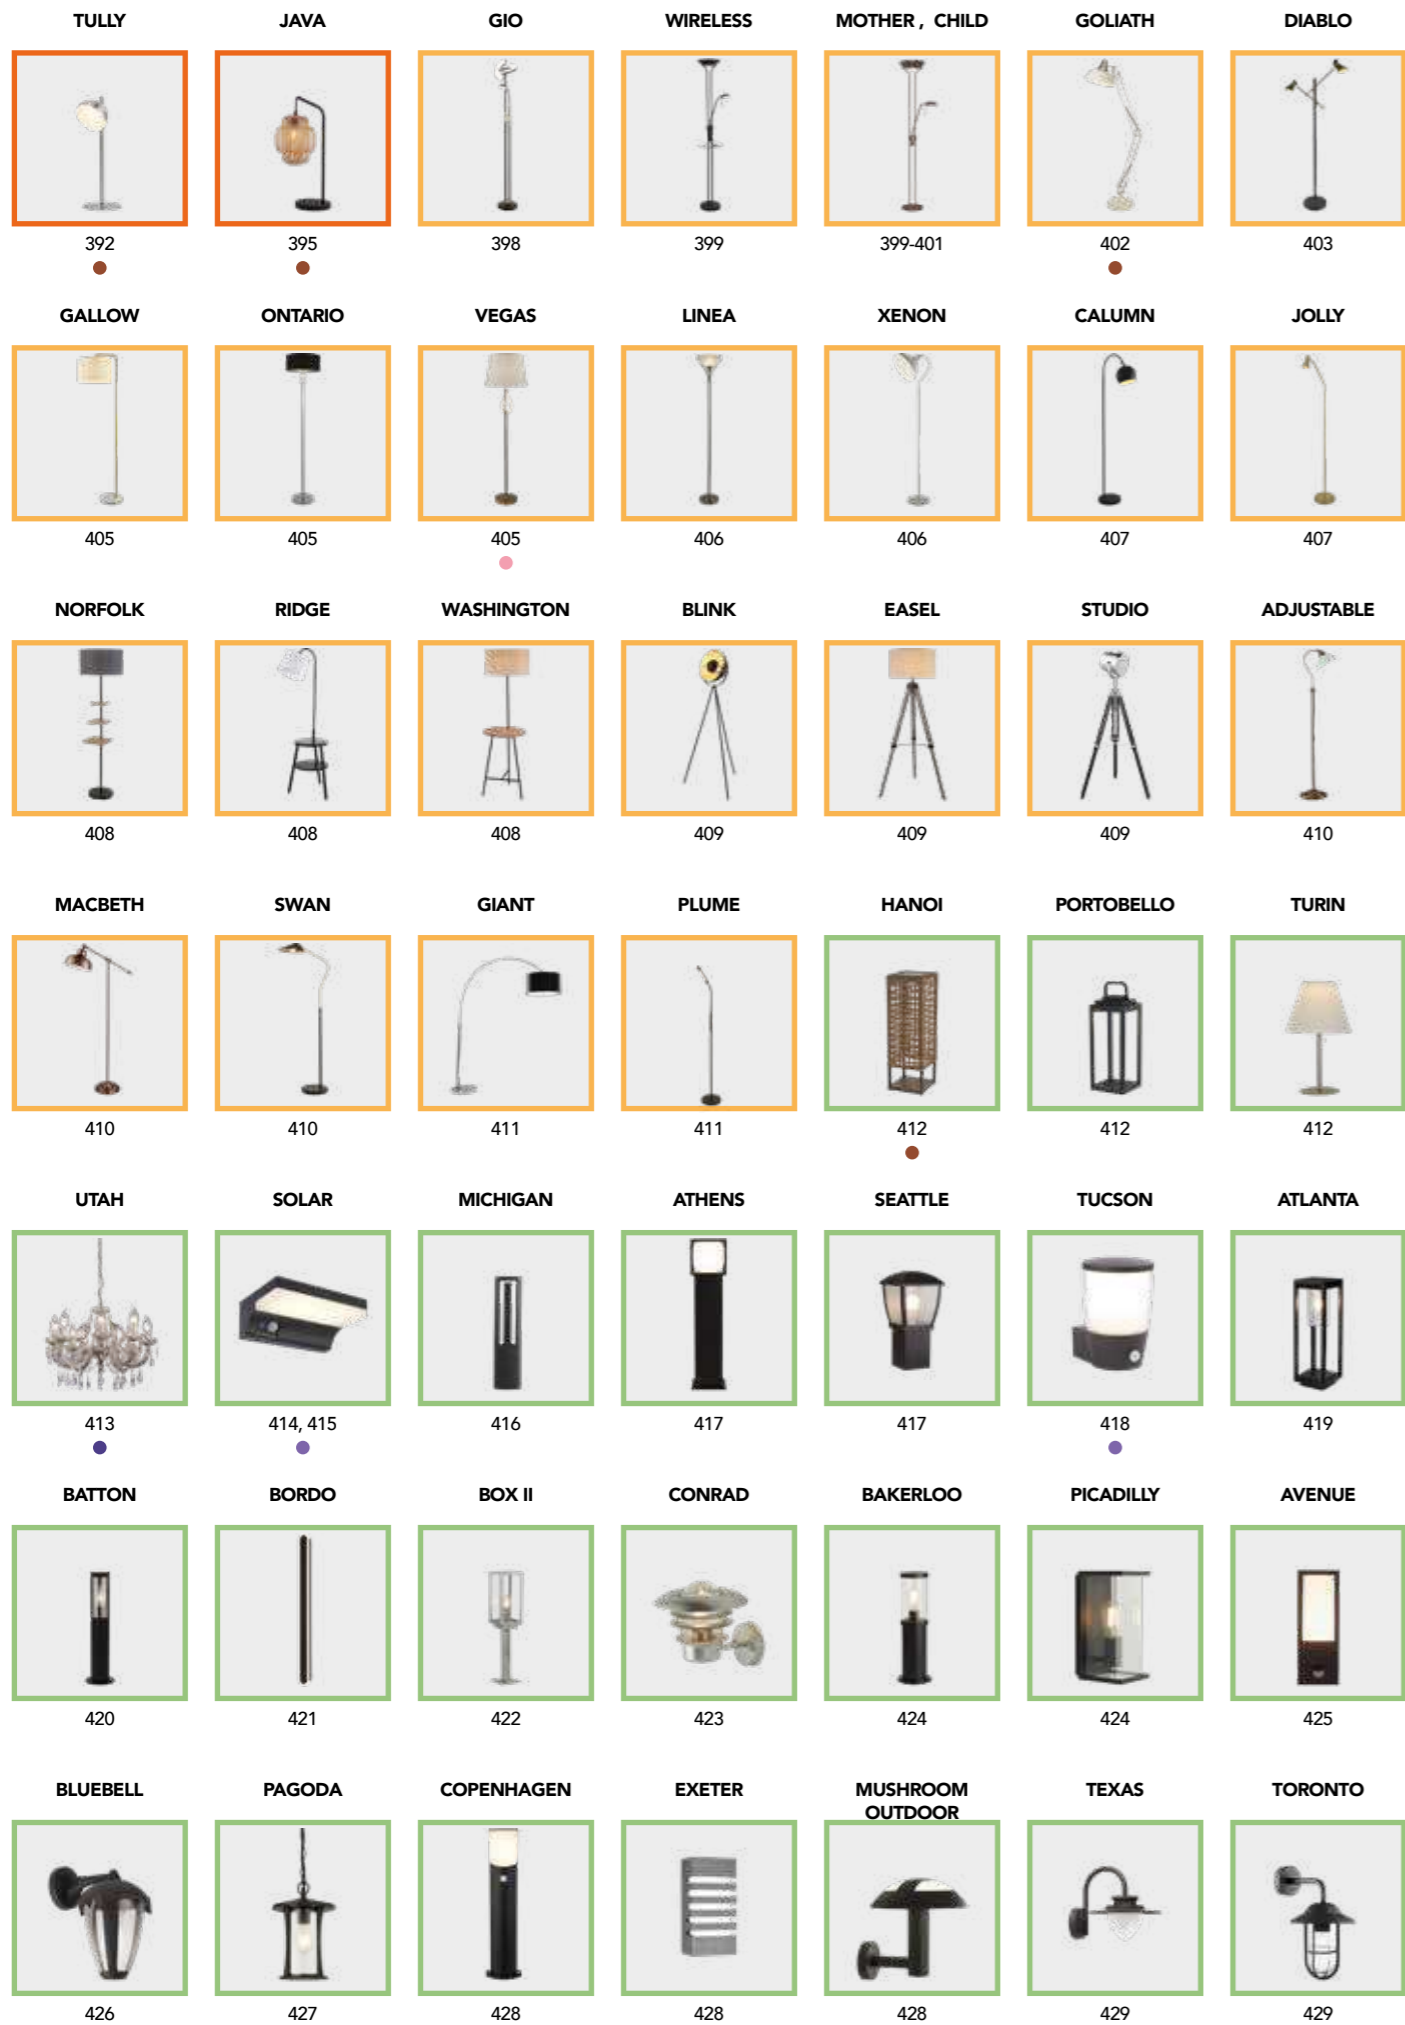 TULLY JAVA GIO WIRELESS MOTHER , CHILD GOLIATH DIABLO
392 395 398 399 399-401 402 403
GALLOW ONTARIO VEGAS LINEA XENON CALUMN JOLLY
405 405 405 406 406 407 407
NORFOLK RIDGE WASHINGTON BLINK EASEL STUDIO ADJUSTABLE
408 408 408 409 409 409 410
MACBETH SWAN GIANT PLUME HANOI PORTOBELLO TURIN
410 410 411 411 412 412 412
UTAH SOLAR MICHIGAN ATHENS SEATTLE TUCSON ATLANTA
413 414, 415 416 417 417 418 419
BATTON BORDO BOX II CONRAD BAKERLOO PICADILLY AVENUE
420 421 422 423 424 424 425
BLUEBELL PAGODA COPENHAGEN EXETER MUSHROOM TEXAS TORONTO
OUTDOOR
426 427 428 428 428 429 429